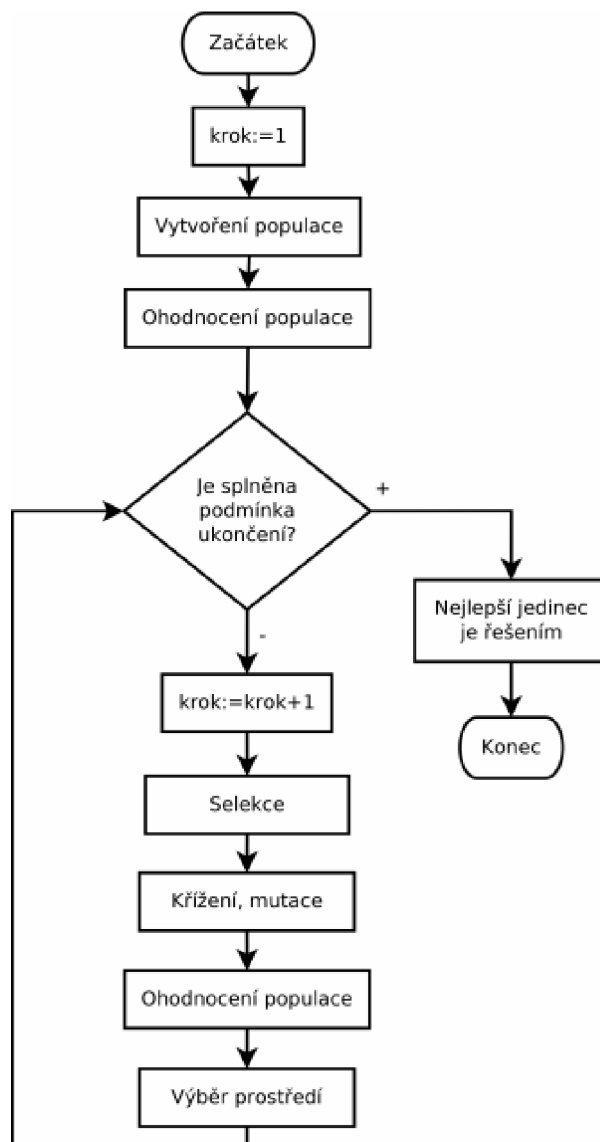 Začátek
krok:=1
Vytvoření populace
Ohodnocení populace
Je splněna
podmínka
ukončení?
+
Nejlepší jedinec
je řešením
Konec
-
krok:=krok+1
Selekce
Křížení, mutace
Ohodnocení populace
Výběr prostředí